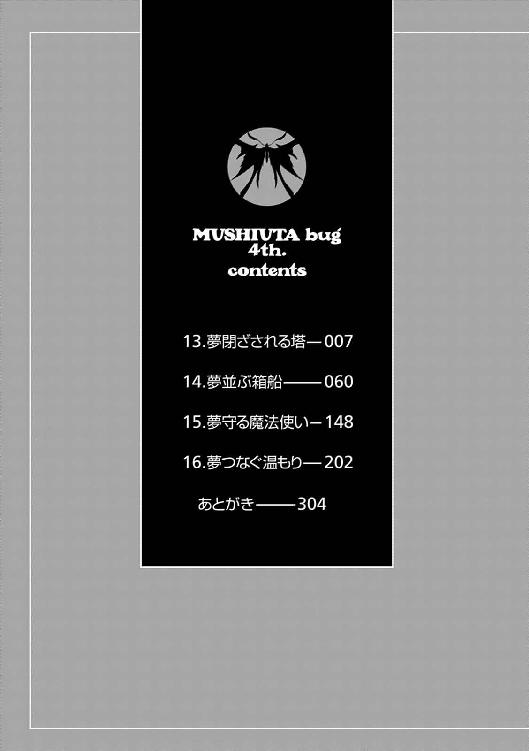 MUSHIUTA bug
4th.
contents
13.夢閉ざされる塔—007
14.夢並ぶ箱船——060
15.夢守る魔法使い—148
16.夢つなぐ温もり—202
あとがき——304